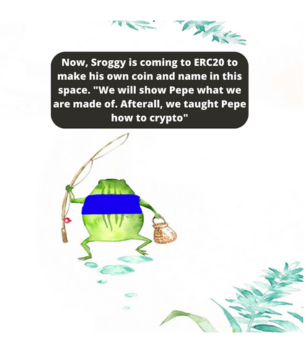 Now, Sroggy is coming to ERC20 to
make his own coin and name in this
space. "We will show Pepe what we
are made of. Afterall, we taught Pepe
how to crypto"